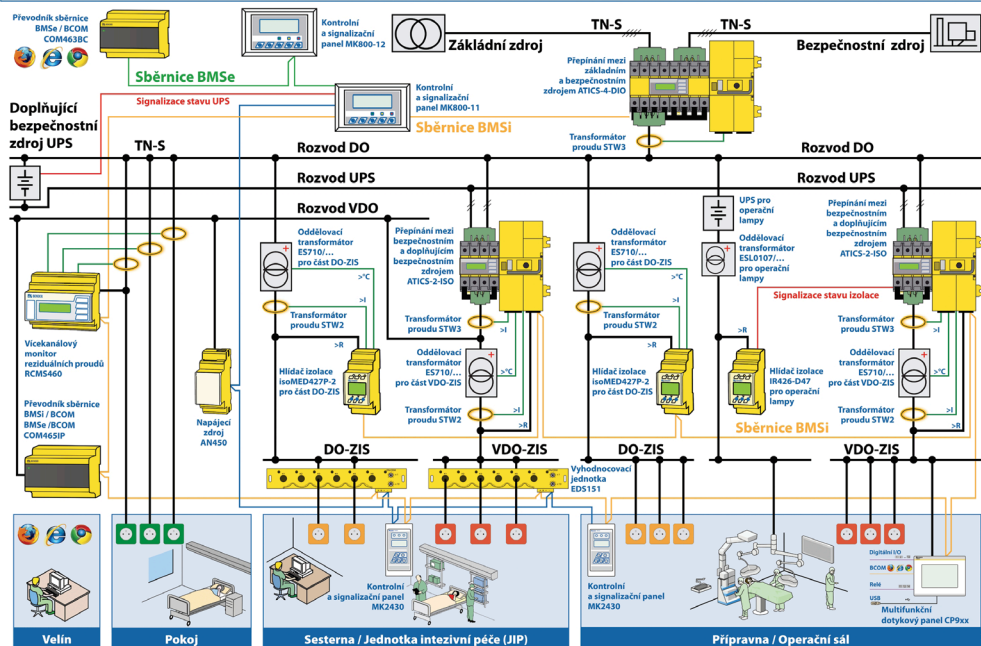 Převodník sběrnice
BMSe / BCOM
COM463BC
Kontrolní
a signalizační
panel MK800-12
Základní zdroj
TN-S
TN-S
Bezpečnostní zdroj
Přepínání mezi
základním
a bezpečnostním
zdrojem ATICS-4-DIO
Sběrnice BMSe
Signalizace stavu UPS
Kontrolní
a signalizační
panel MK800-11
Sběrnice BMSi
Transformátor
proudu STW3
Doplňující
bezpečnostní
zdroj UPS
TN-S
Rozvod DO
Rozvod DO
Rozvod UPS
Rozvod UPS
Rozvod VDO
Oddělovací
transformátor
ES710/...
pro část DO-ZIS
>°C
>I
Transformátor
proudu STW2
>R
Hlídač izolace
isoMED427P-2
pro část DO-ZIS
Přepínání mezi
bezpečnostním
a doplňujícím
bezpečnostním
zdrojem
ATICS-2-ISO
Transformátor
proudu STW3
>I
Oddělovací
transformátor
ES710/...
pro část VDO-ZIS
>°C
Transformátor
proudu STW2
>I
>R
Oddělovací
transformátor
ES710/...
pro část DO-ZIS
>°C
>I
Transformátor
proudu STW2
>R
Hlídač izolace
isoMED427P-2
pro část DO-ZIS
UPS pro
operační
lampy
Oddělovací
transformátor
ESL0107/...
pro operační
lampy
Signalizace stavu izolace
>R
Hlídač izolace
IR426-D47
pro operační
lampy
Přepínání mezi
bezpečnostním
a doplňujícím
bezpečnostním
zdrojem
ATICS-2-ISO
Transformátor
proudu STW3
>I
Oddělovací
transformátor
ES710/...
pro část VDO-ZIS
>°C
Transformátor
proudu STW2
>I
>R
Sběrnice BMSi
Vícekanálový
monitor
reziduálních proudů
RCMS460
Převodník sběrnice
BMSi / BCOM
BMSe /BCOM
COM465IP
Napájecí
zdroj
AN450
DO-ZIS
VDO-ZIS
DO-ZIS
VDO-ZIS
Vyhodnocovací
jednotka
EDS151
Kontrolní
a signalizační panel
MK2430
Kontrolní
a signalizační panel
MK2430
Digitální I/O
BCOM
Relé
USB
Multifunkční
dotykový panel CP9xx
Velín
Pokoj
Sesterna / Jednotka intezivní péče (JIP)
Přípravna / Operační sál